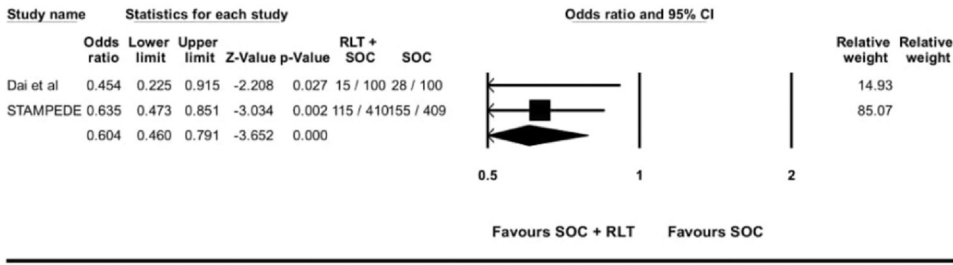 Study name Statistics for each study Odds ratio and 95% CI
Odds Lower Upper RLT + Relative Relative
ratio limit limit Z-Value p-Value SOC SOC weight weight
Dai et al 0.454 0.225 0.915 -2.208 0.027 15 / 100 28 / 100 14.93
STAMPEDE 0.635 0.473 0.851 -3.034 0.002 115 / 410 155 / 409 85.07
0.604 0.460 0.791 -3.652 0.000
0.5 1 2
Favours SOC + RLT Favours SOC